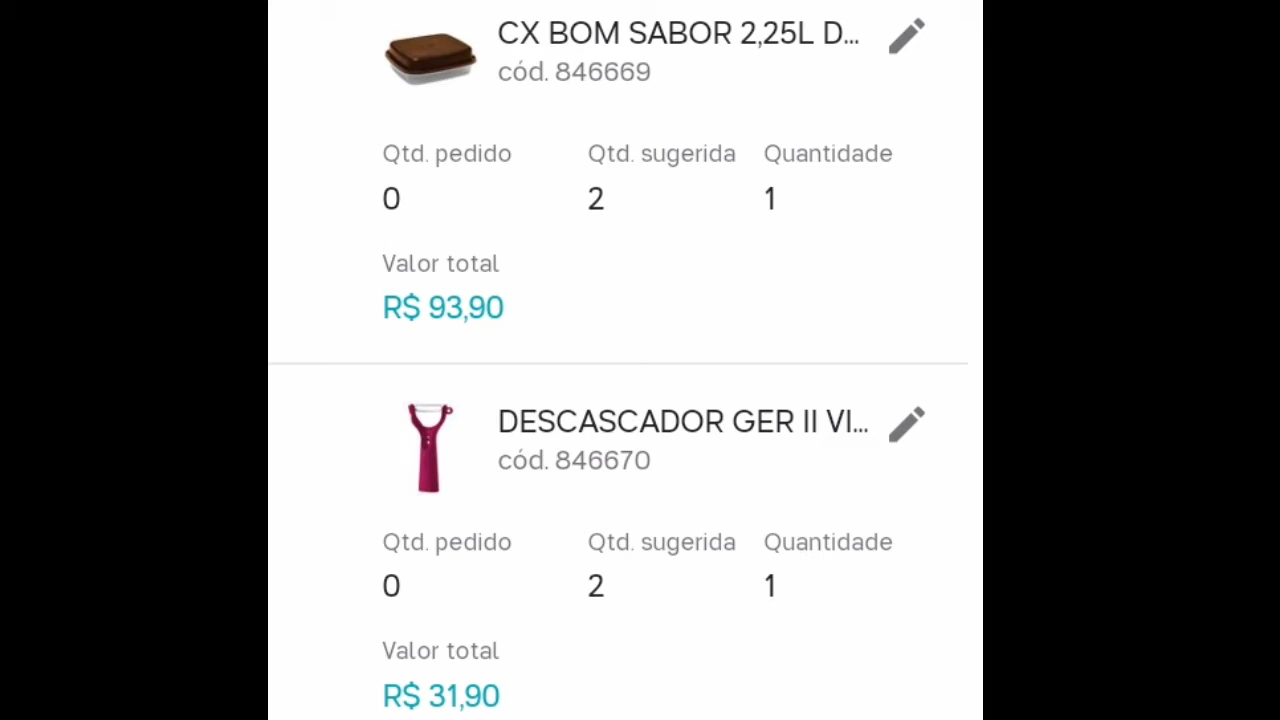 CX BOM SABOR 2,25L D...
cód. 846669
Qtd. pedido Qtd. sugerida Quantidade
0 2 1
Valor total
R$ 93,90
DESCASCADOR GER II VI...
cód. 846670
Qtd. pedido Qtd. sugerida Quantidade
0 2 1
Valor total
R$ 31,90